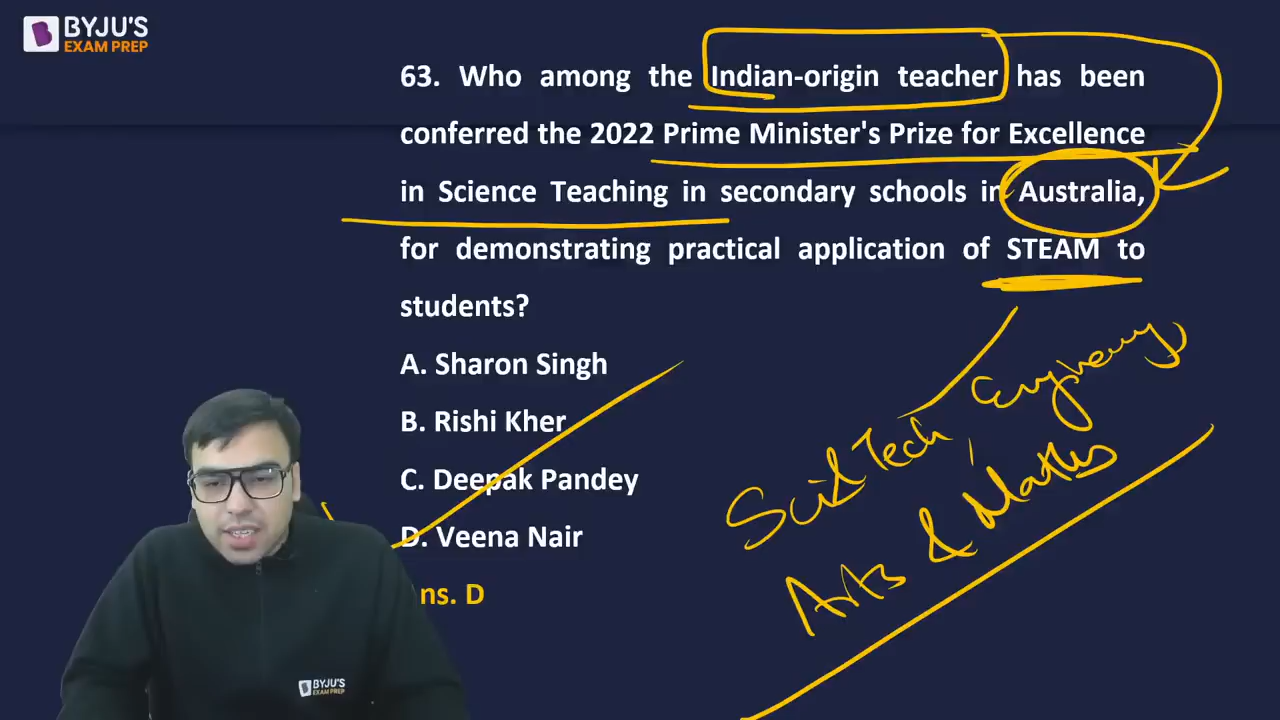 BYJU'S
EXAM PREP
63. Who among the Indian-origin teacher has been
conferred the 2022 Prime Minister's Prize for Excellence
in Science Teaching in secondary schools in Australia,
for demonstrating practical application of STEAM to
students?
A. Sharon Singh
B. Rishi Kher
C. Deepak Pandey
D. Veena Nair
ns. D
Tech,
Arts & Maths
BYJU'S
EXAM PREP